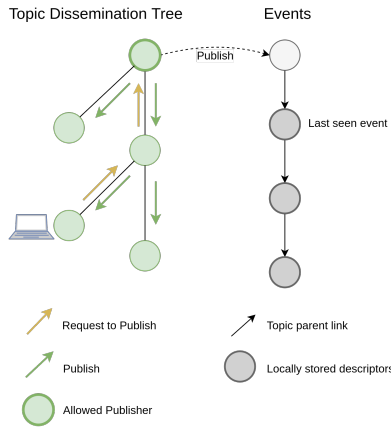 Topic Dissemination Tree
Events
Publish
Last seen event
Request to Publish
Topic parent link
Publish
Locally stored descriptors
Allowed Publisher